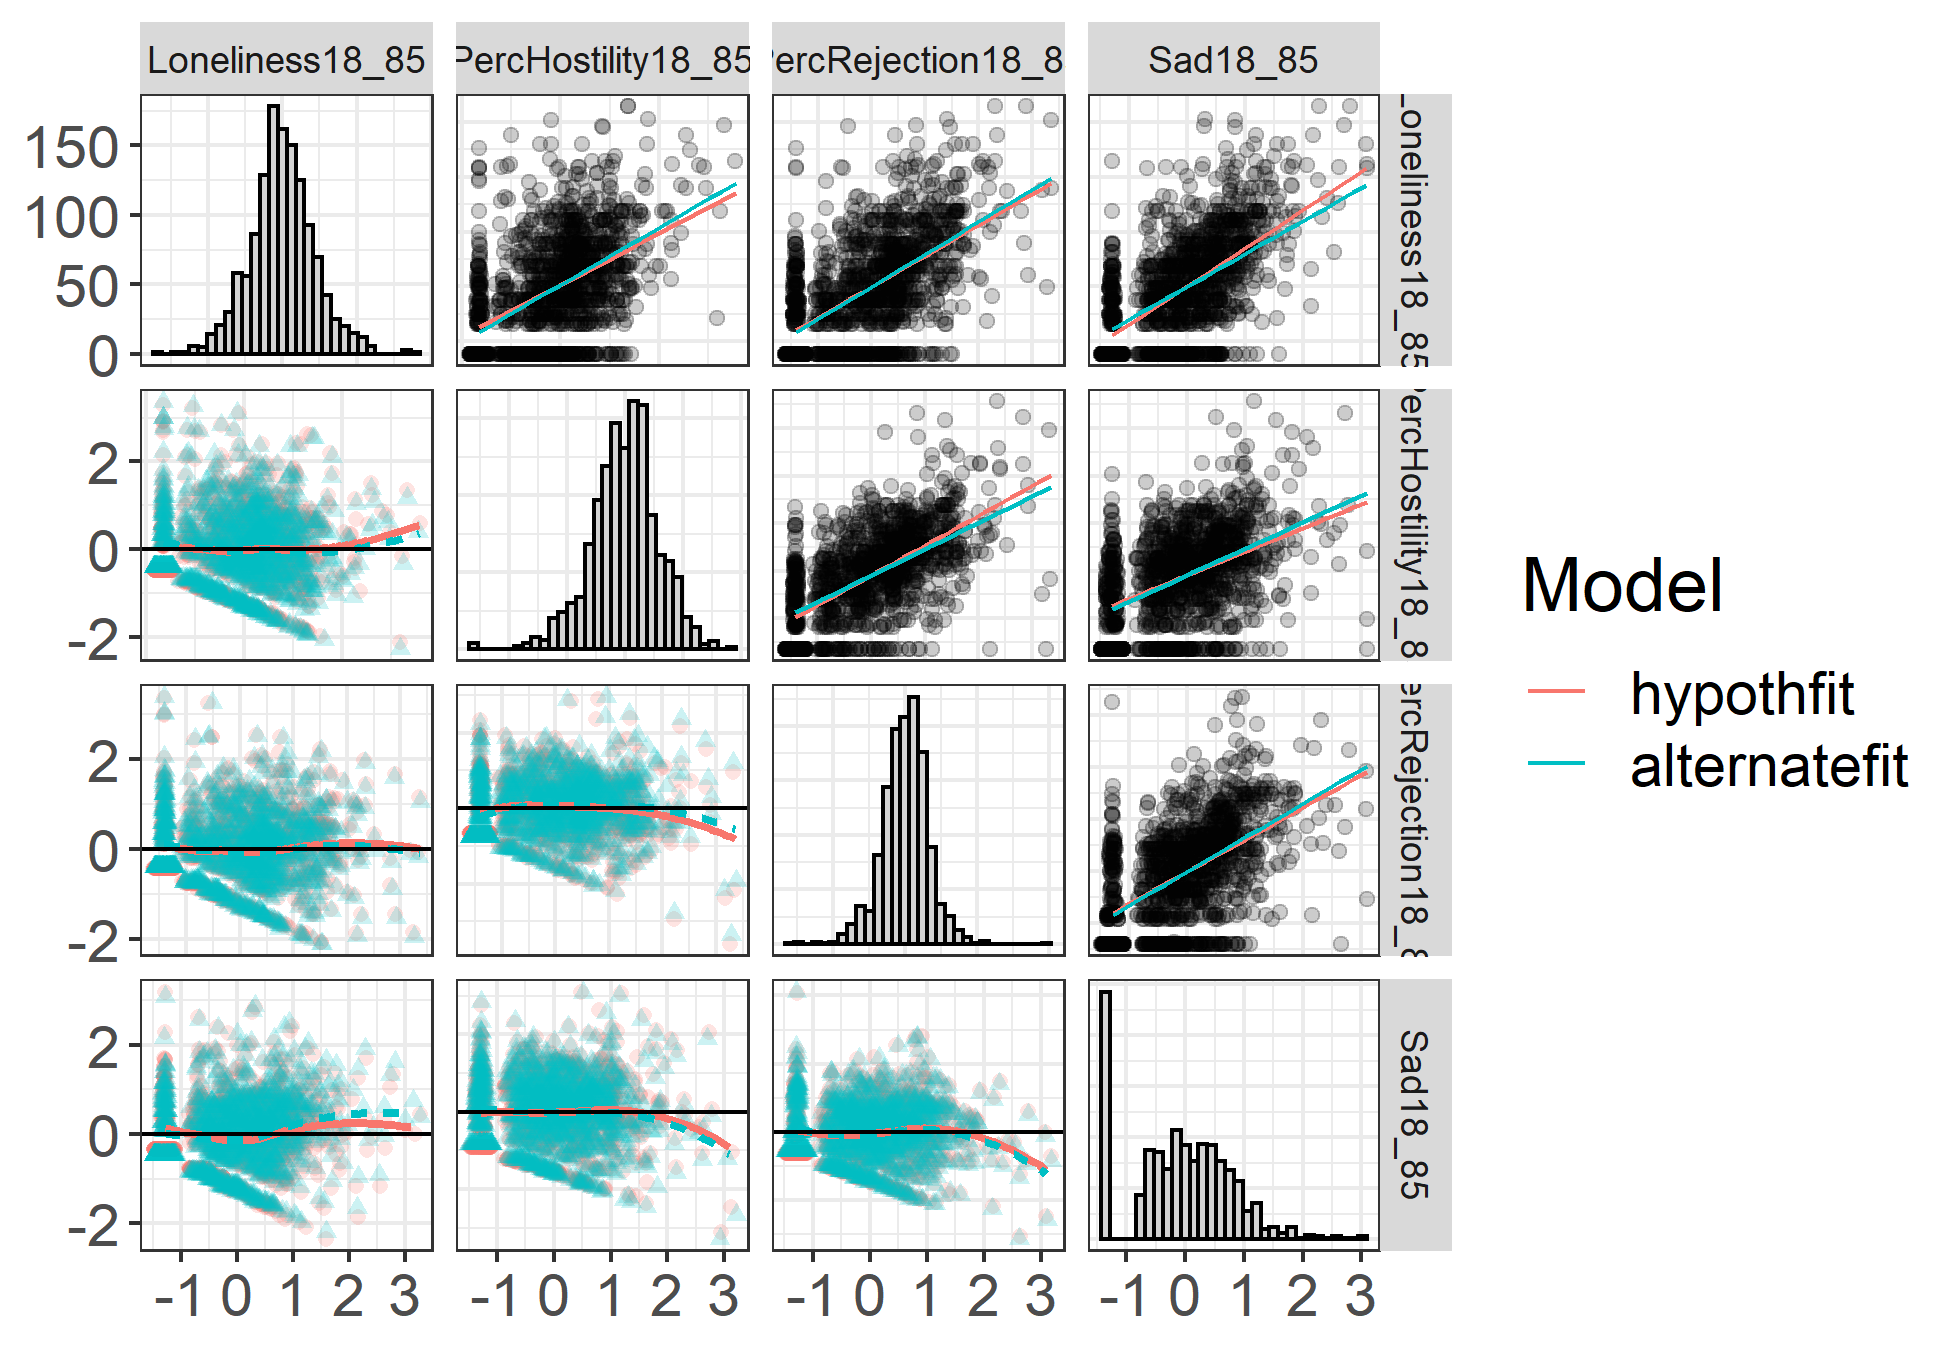 Loneliness18_85 PercHostility18_85 PercRejection18_8 Sad18_85
150
100
50
0
Loneliness18_85
2
0
-2
PercHostility18_8
2
0
-2
ercRejection18_8
2
0
-2
Sad18_85
-1 0 1 2 3 -1 0 1 2 3 -1 0 1 2 3 -1 0 1 2 3
Model
hypothfit
alternatefit